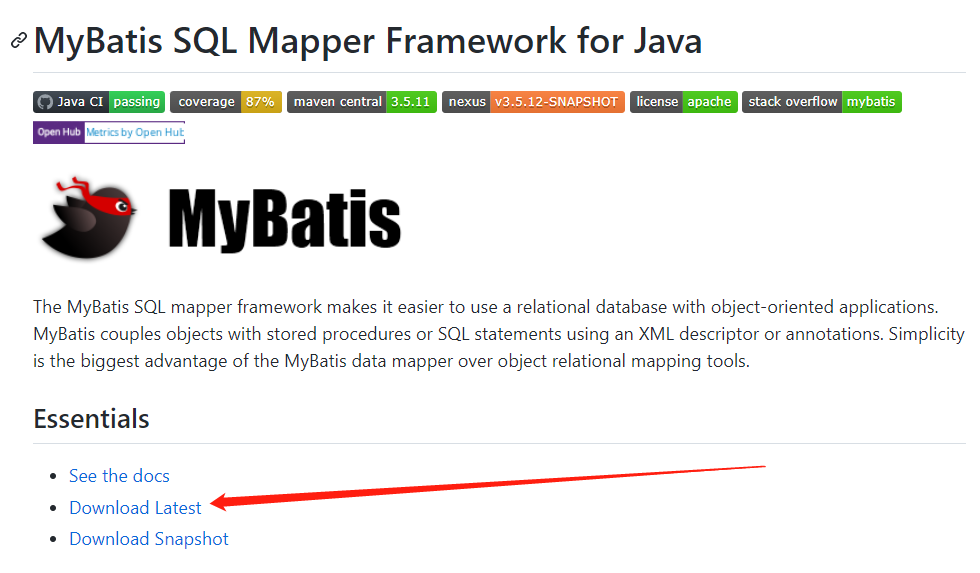 MyBatis SQL Mapper Framework for Java
Java CI passing coverage 87% maven central 3.5.11 nexus v3.5.12-SNAPSHOT license apache stack overflow mybatis
Open Hub Metrics by Open Hub
MyBatis
The MyBatis SQL mapper framework makes it easier to use a relational database with object-oriented applications.
MyBatis couples objects with stored procedures or SQL statements using an XML descriptor or annotations. Simplicity
is the biggest advantage of the MyBatis data mapper over object relational mapping tools.
Essentials
• See the docs
• Download Latest
• Download Snapshot